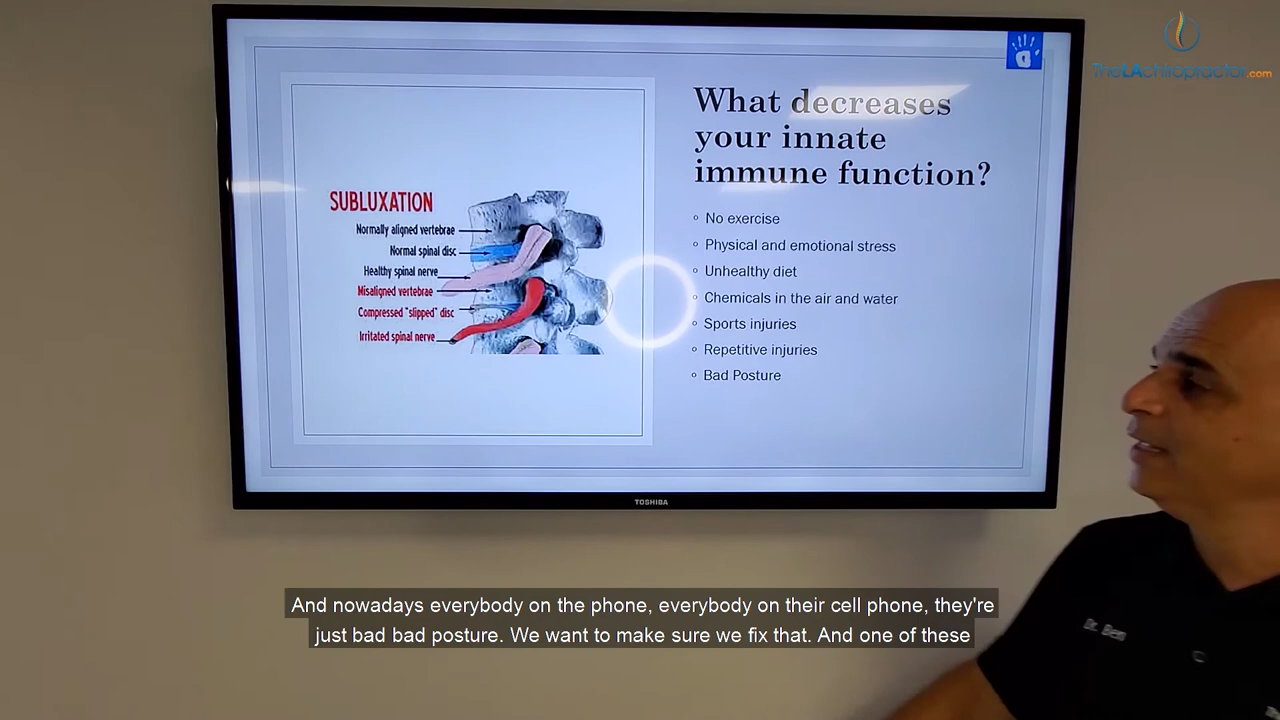 TheLAchiropractor.com
What decreases
your innate
immune function?
SUBLUXATION
Normally aligned vertebrae
Normal spinal disc
Healthy spinal nerve
Misaligned vertebrae
Compressed "slipped" disc
Irritated spinal nerve
No exercise
Physical and emotional stress
Unhealthy diet
Chemicals in the air and water
Sports injuries
Repetitive injuries
Bad Posture
TOSHIBA
And nowadays everybody on the phone, everybody on their cell phone, they're
just bad bad posture. We want to make sure we fix that. And one of these
Dr. Ben